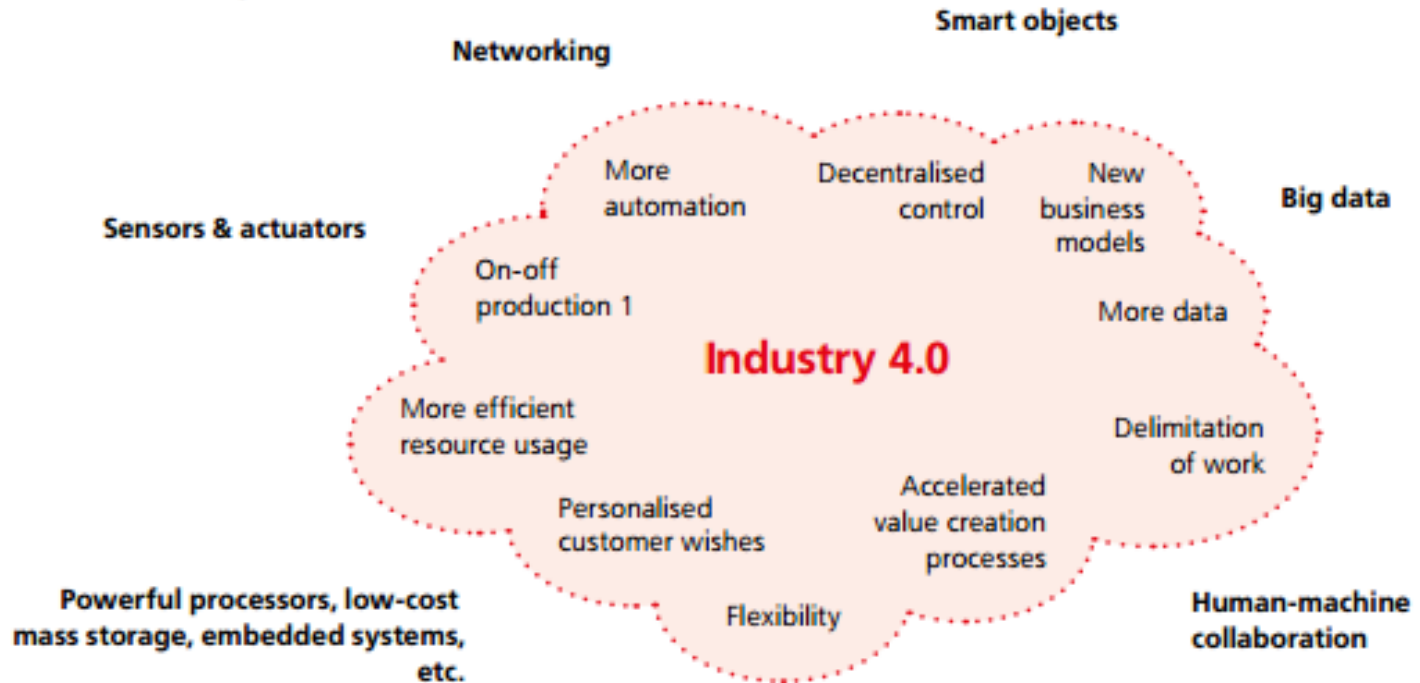 Smart objects
Networking
More
automation
Decentralised
control
New
business
models
Big data
Sensors & actuators
On-off
production 1
More data
Industry 4.0
More efficient
resource usage
Delimitation
of work
Personalised
customer wishes
Accelerated
value creation
processes
Powerful processors, low-cost
mass storage, embedded systems,
etc.
Flexibility
Human-machine
collaboration